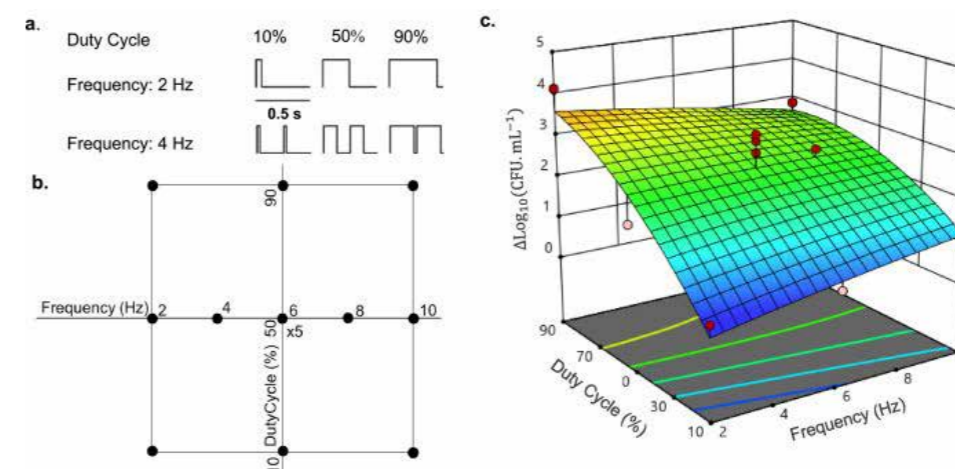 a.
Duty Cycle 10% 50% 90%
Frequency: 2 Hz
0.5 s
Frequency: 4 Hz
b.
90
Frequency (Hz) 2 4 6 8 10
x5
DutyCycle (%) 50
10
c.
5
4
3
2
1
0
ΔLog₁₀(CFU.mL⁻¹)
90
70
0
30
10
Duty Cycle (%)
2
4
6
8
Frequency (Hz)